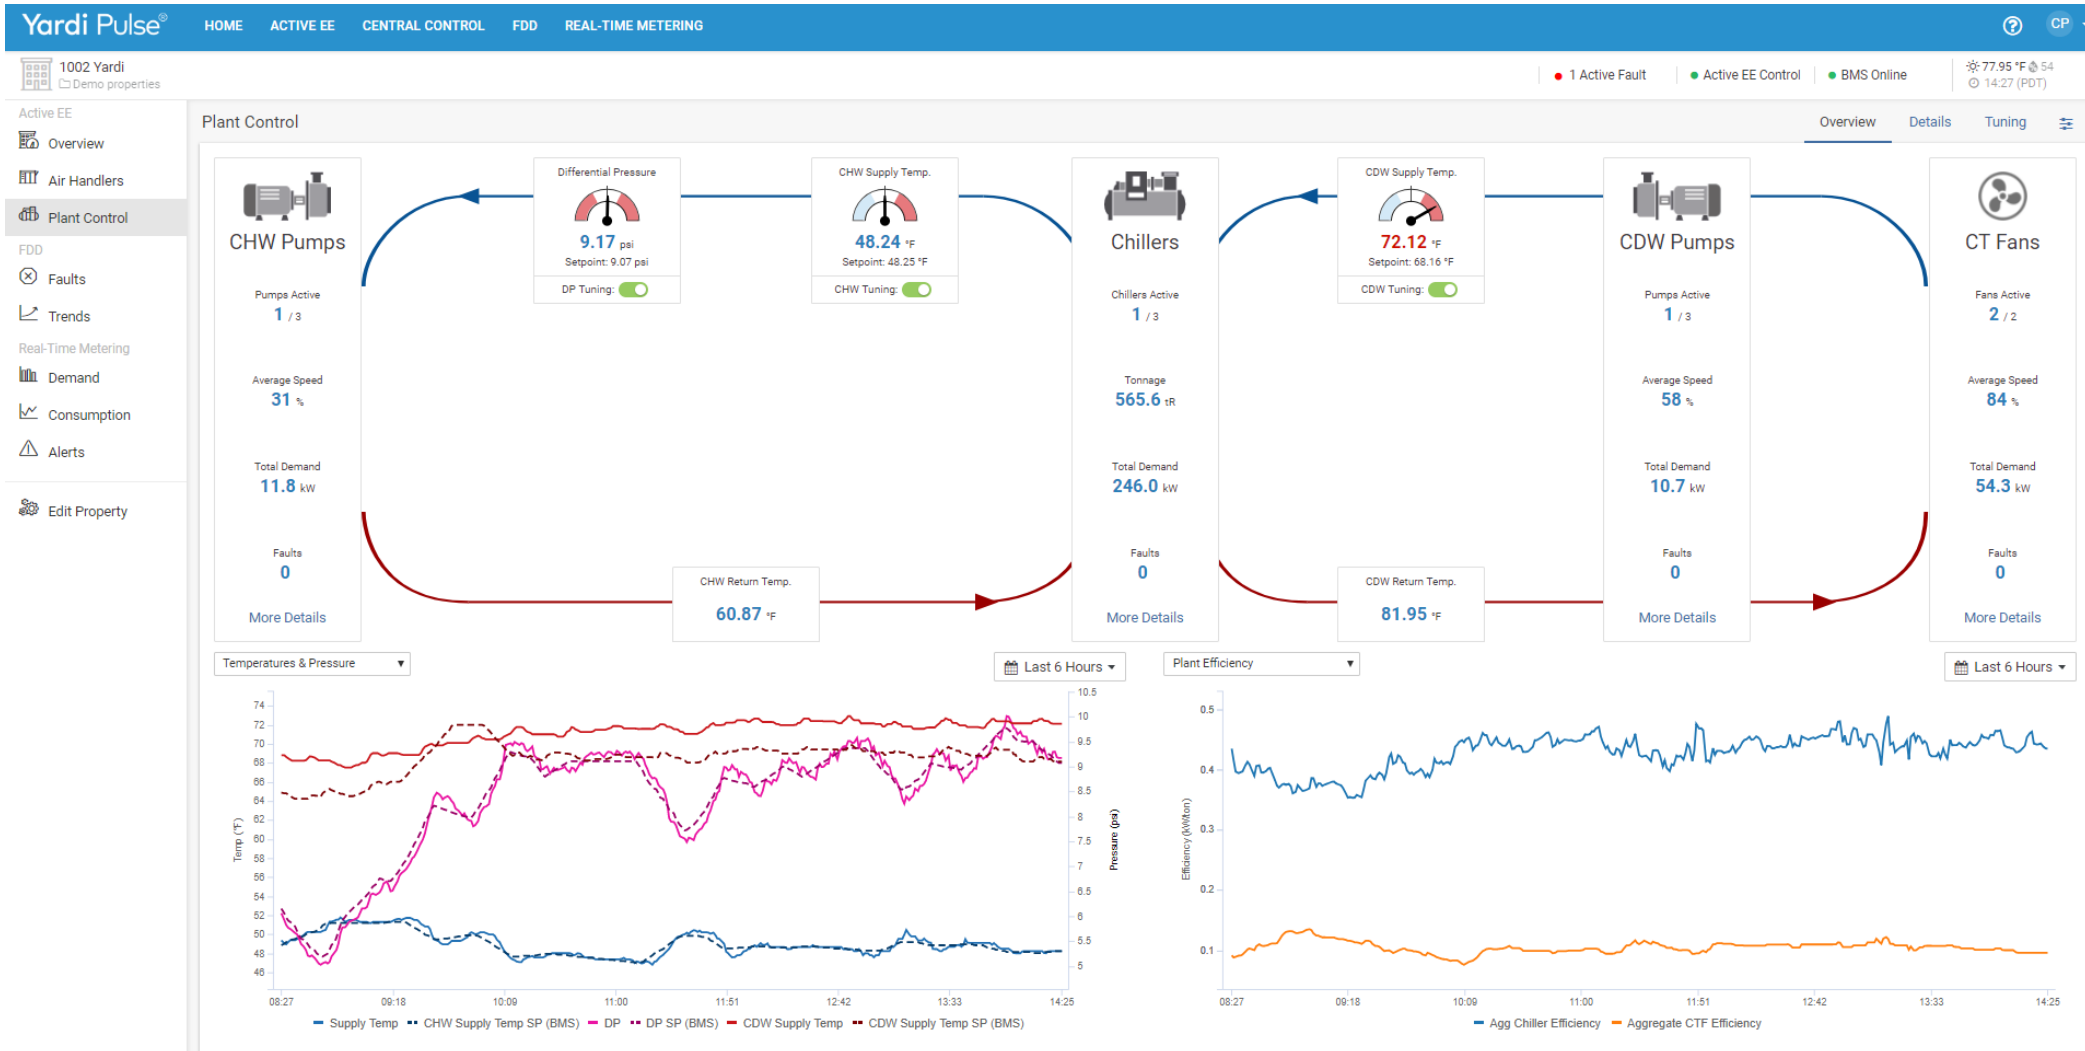 Yardi Pulse® HOME ACTIVE EE CENTRAL CONTROL FDD REAL-TIME METERING ? CP
1002 Yardi
Demo properties
1 Active Fault Active EE Control BMS Online
77.95 °F 54
14:27 (PDT)
Active EE
Overview
Air Handlers
Plant Control
FDD
Faults
Trends
Real-Time Metering
Demand
Consumption
Alerts
Edit Property
Plant Control
Overview Details Tuning
CHW Pumps
Pumps Active
1 / 3
Average Speed
31 %
Total Demand
11.8 kW
Faults
0
More Details
Differential Pressure
9.17 psi
Setpoint: 9.07 psi
DP Tuning:
CHW Supply Temp.
48.24 °F
Setpoint: 48.25 °F
CHW Tuning:
CHW Return Temp.
60.87 °F
Chillers
Chillers Active
1 / 3
Tonnage
565.6 τR
Total Demand
246.0 kW
Faults
0
More Details
CDW Supply Temp.
72.12 °F
Setpoint: 68.16 °F
CDW Tuning:
CDW Return Temp.
81.95 °F
CDW Pumps
Pumps Active
1 / 3
Average Speed
58 %
Total Demand
10.7 kW
Faults
0
More Details
CT Fans
Fans Active
2 / 2
Average Speed
84 %
Total Demand
54.3 kW
Faults
0
More Details
Temperatures & Pressure
Last 6 Hours
74
72
70
68
66
64
62
60
58
56
54
52
50
48
46
Temp (°F)
10.5
10
9.5
9
8.5
8
7.5
7
6.5
6
5.5
5
Pressure (psi)
08:27 09:18 10:09 11:00 11:51 12:42 13:33 14:25
Supply Temp CHW Supply Temp SP (BMS) DP DP SP (BMS) CDW Supply Temp CDW Supply Temp SP (BMS)
Plant Efficiency
Last 6 Hours
0.5
0.4
0.3
0.2
0.1
Efficiency (kW/ton)
08:27 09:18 10:09 11:00 11:51 12:42 13:33 14:25
Agg Chiller Efficiency Aggregate CTF Efficiency